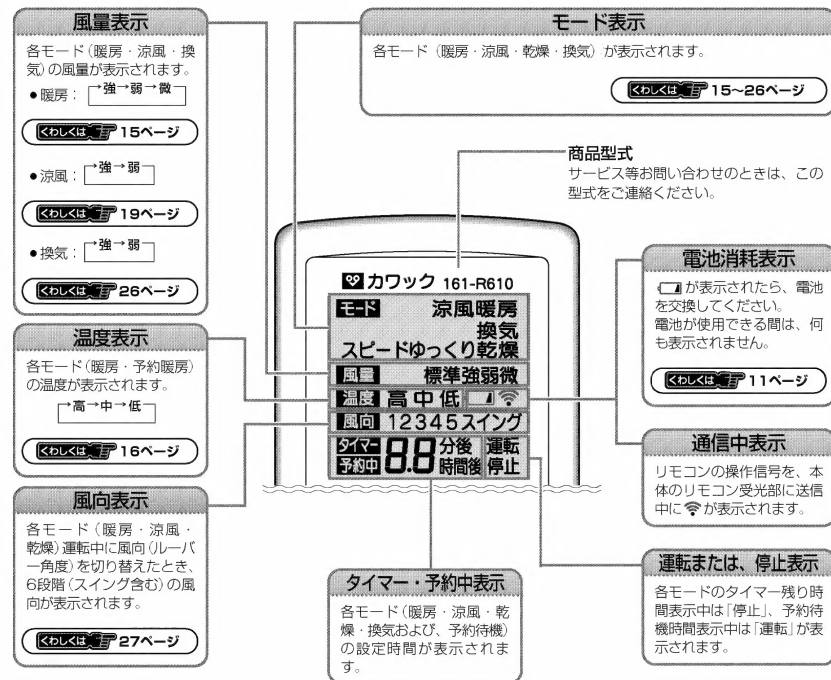 風量表示
各モード（暖房・涼風・換
気）の風量が表示されます。
●暖房：→強→弱→微
くわしくは 15ページ
●涼風：→強→弱
くわしくは 19ページ
●換気：→強→弱
くわしくは 26ページ
温度表示
各モード（暖房・予約暖房）
の温度が表示されます。
→高→中→低
くわしくは 16ページ
風向表示
各モード（暖房・涼風・
乾燥）運転中に風向（ルーバ
ー角度）を切り替えたとき、
6段階（スイング含む）の風
向が表示されます。
くわしくは 27ページ
モード表示
各モード（暖房・涼風・乾燥・換気）が表示されます。
くわしくは 15～26ページ
商品型式
サービス等お問い合わせのときは、この
型式をご連絡ください。
カワック 161-R610
モード 涼風暖房
換気
スピードゆっくり乾燥
風量 標準強弱微
温度 高中低
風向 12345スイング
タイマー 8.8 分後 運転
予約中 時間後 停止
タイマー・予約中表示
各モード（暖房・涼風・乾
燥・換気および、予約待機）
の設定時間が表示されま
す。
電池消耗表示
が表示されたら、電池
を交換してください。
電池が使用できる間は、何
も表示されません。
くわしくは 11ページ
通信中表示
リモコンの操作信号を、本
体のリモコン受光部に送信
中に が表示されます。
運転または、停止表示
各モードのタイマー残り時
間表示中は「停止」、予約待
機時間表示中は「運転」が表
示されます。